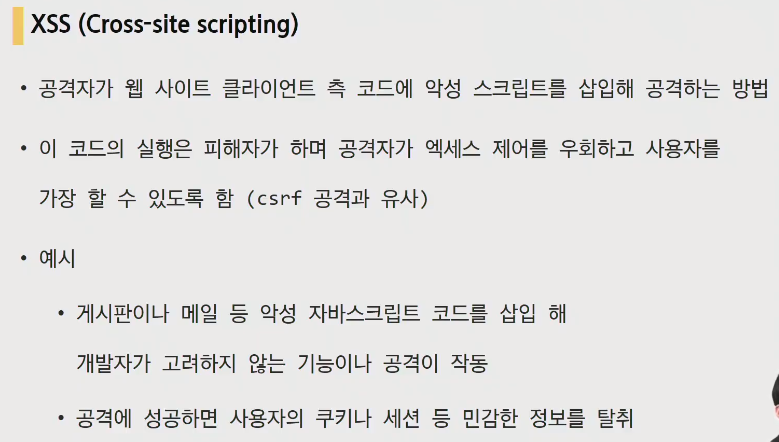 XSS (Cross-site scripting)
• 공격자가 웹 사이트 클라이언트 측 코드에 악성 스크립트를 삽입해 공격하는 방법
• 이 코드의 실행은 피해자가 하며 공격자가 엑세스 제어를 우회하고 사용자를
가장 할 수 있도록 함 (csrf 공격과 유사)
• 예시
• 게시판이나 메일 등 악성 자바스크립트 코드를 삽입 해
개발자가 고려하지 않는 기능이나 공격이 작동
• 공격에 성공하면 사용자의 쿠키나 세션 등 민감한 정보를 탈취